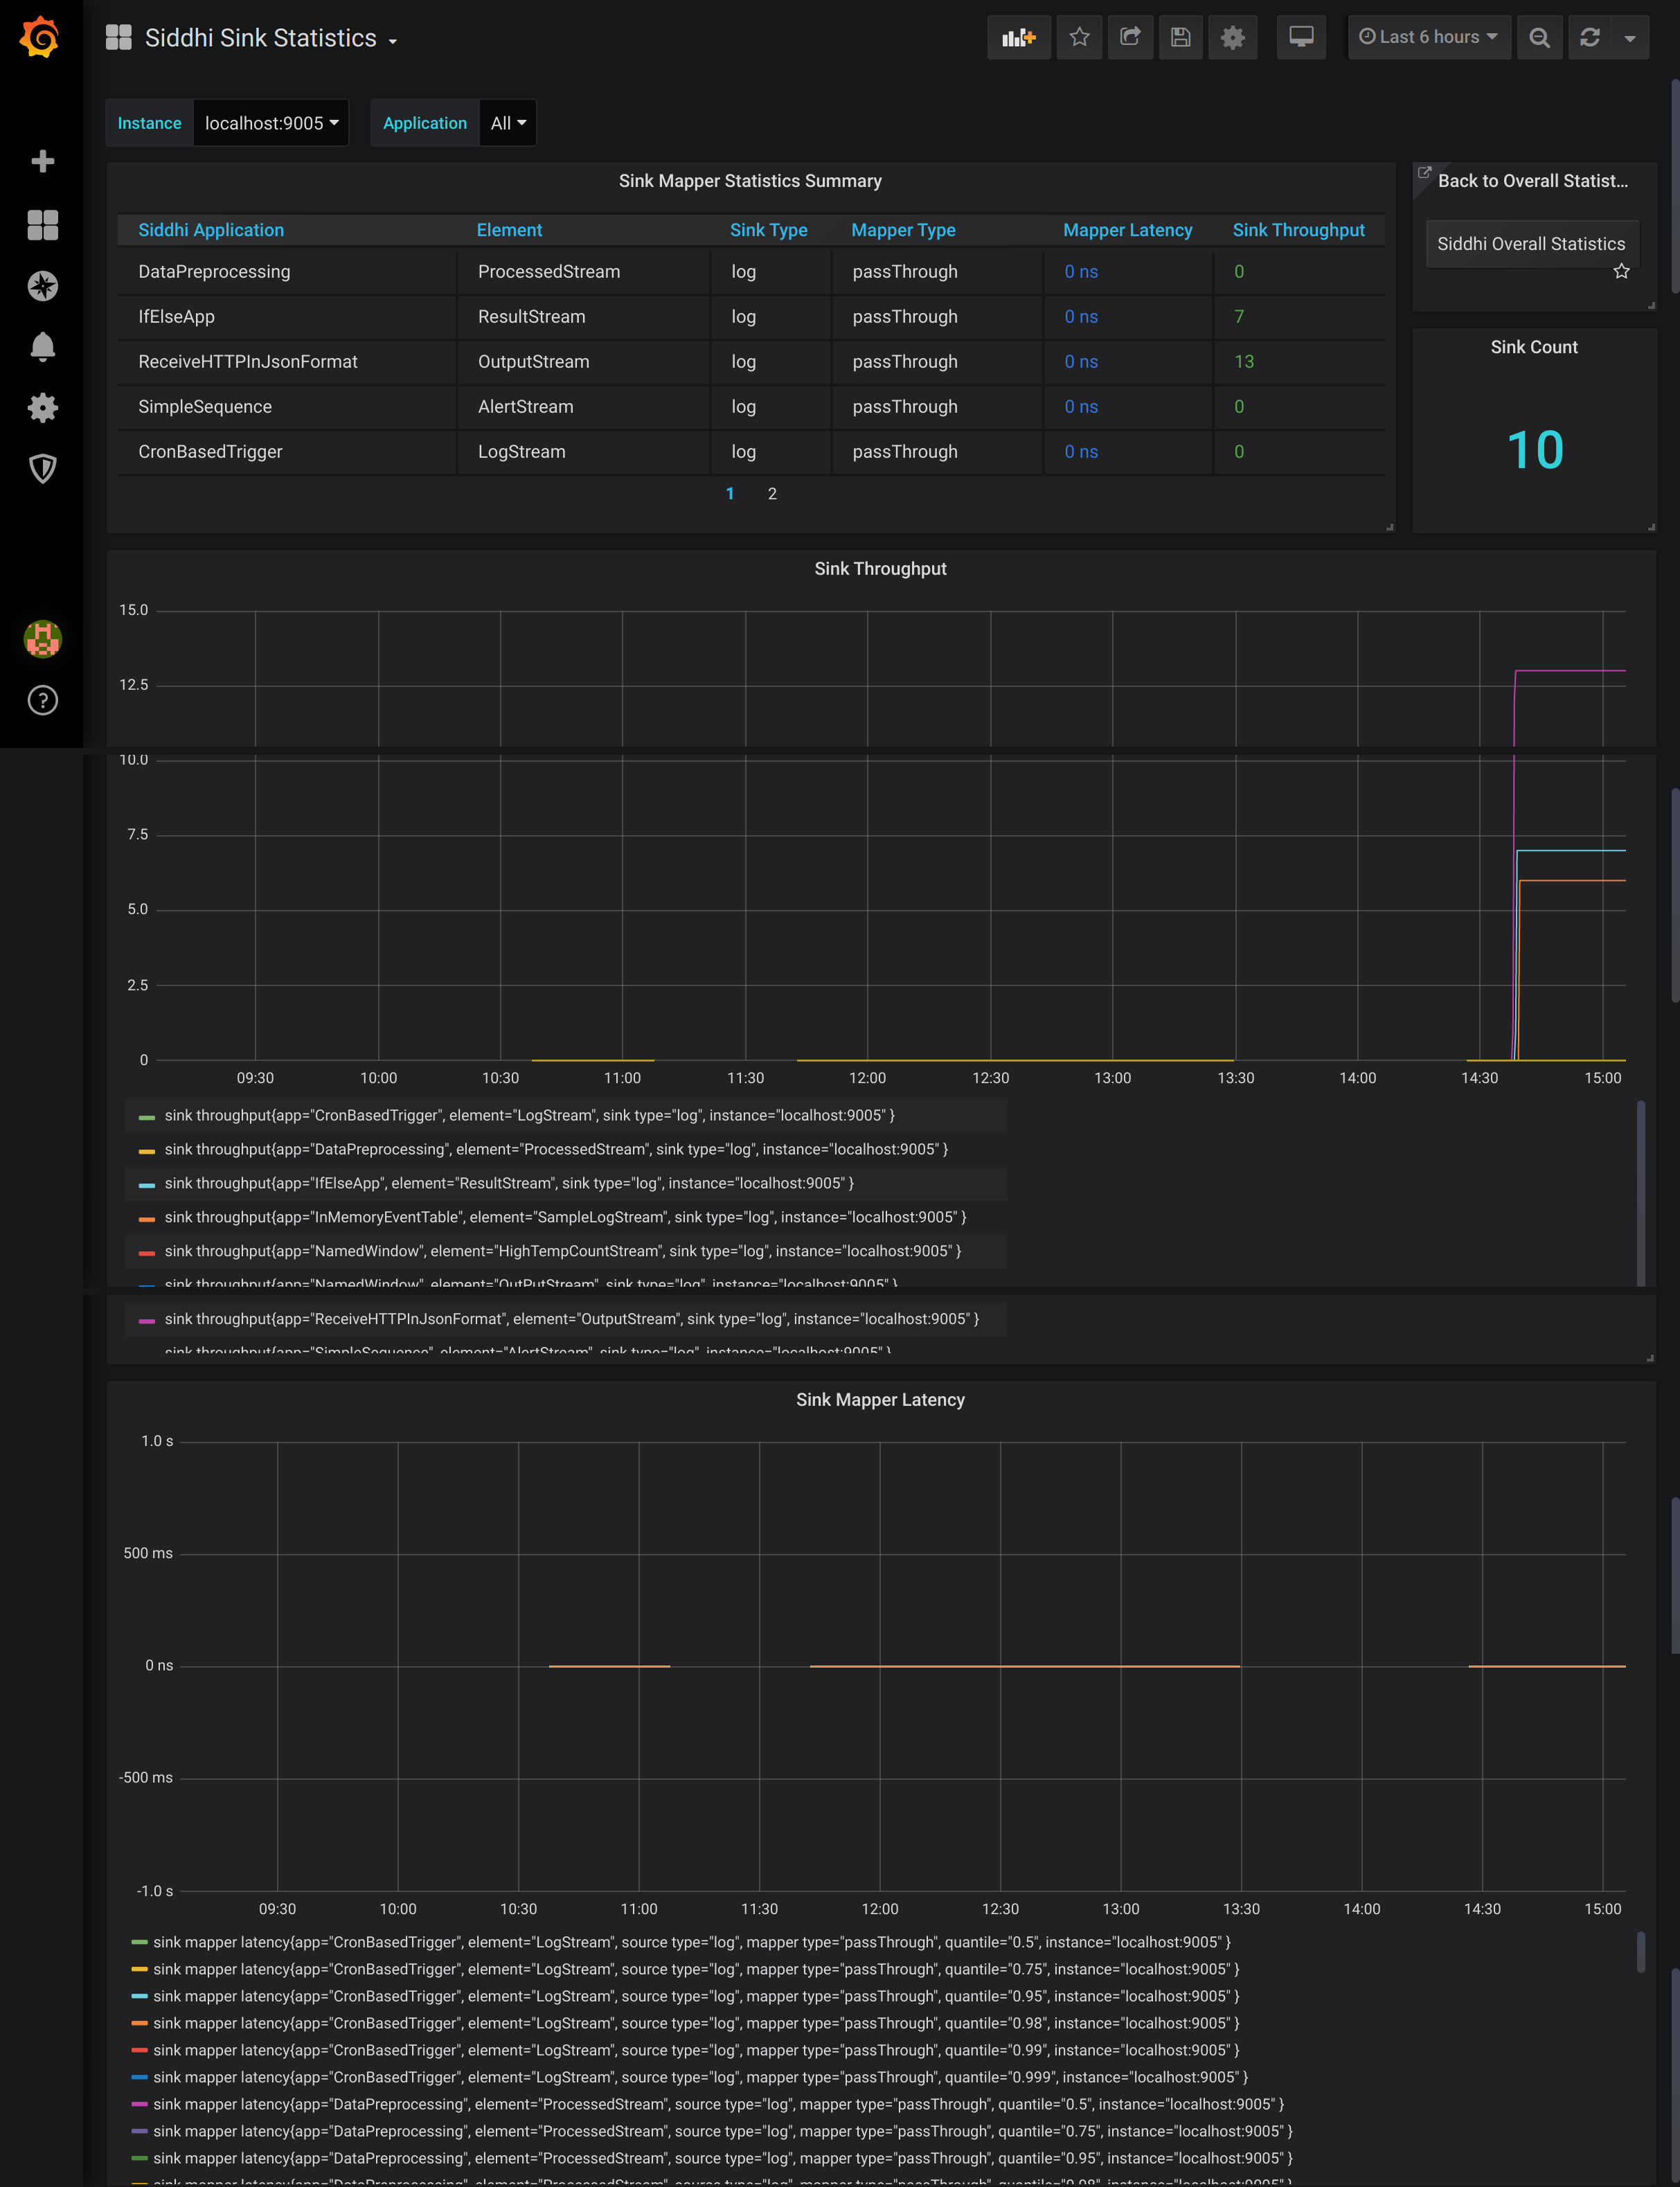 Siddhi Sink Statistics
Last 6 hours
Instance localhost:9005 Application All
Sink Mapper Statistics Summary
Siddhi Application Element Sink Type Mapper Type Mapper Latency Sink Throughput
DataPreprocessing ProcessedStream log passThrough 0 ns 0
IfElseApp ResultStream log passThrough 0 ns 7
ReceiveHTTPInJsonFormat OutputStream log passThrough 0 ns 13
SimpleSequence AlertStream log passThrough 0 ns 0
CronBasedTrigger LogStream log passThrough 0 ns 0
1 2
Back to Overall Statist...
Siddhi Overall Statistics
Sink Count
10
Sink Throughput
15.0
12.5
10.0
7.5
5.0
2.5
0
09:30 10:00 10:30 11:00 11:30 12:00 12:30 13:00 13:30 14:00 14:30 15:00
sink throughput{app="CronBasedTrigger", element="LogStream", sink type="log", instance="localhost:9005" }
sink throughput{app="DataPreprocessing", element="ProcessedStream", sink type="log", instance="localhost:9005" }
sink throughput{app="IfElseApp", element="ResultStream", sink type="log", instance="localhost:9005" }
sink throughput{app="InMemoryEventTable", element="SampleLogStream", sink type="log", instance="localhost:9005" }
sink throughput{app="NamedWindow", element="HighTempCountStream", sink type="log", instance="localhost:9005" }
sink throughput{app="NamedWindow", element="OutPutStream", sink type="log", instance="localhost:9005" }
sink throughput{app="ReceiveHTTPInJsonFormat", element="OutputStream", sink type="log", instance="localhost:9005" }
sink throughput{app="SimpleSequence", element="AlertStream", sink type="log", instance="localhost:9005" }
Sink Mapper Latency
1.0 s
500 ms
0 ns
-500 ms
-1.0 s
09:30 10:00 10:30 11:00 11:30 12:00 12:30 13:00 13:30 14:00 14:30 15:00
sink mapper latency{app="CronBasedTrigger", element="LogStream", source type="log", mapper type="passThrough", quantile="0.5", instance="localhost:9005" }
sink mapper latency{app="CronBasedTrigger", element="LogStream", source type="log", mapper type="passThrough", quantile="0.75", instance="localhost:9005" }
sink mapper latency{app="CronBasedTrigger", element="LogStream", source type="log", mapper type="passThrough", quantile="0.95", instance="localhost:9005" }
sink mapper latency{app="CronBasedTrigger", element="LogStream", source type="log", mapper type="passThrough", quantile="0.98", instance="localhost:9005" }
sink mapper latency{app="CronBasedTrigger", element="LogStream", source type="log", mapper type="passThrough", quantile="0.99", instance="localhost:9005" }
sink mapper latency{app="CronBasedTrigger", element="LogStream", source type="log", mapper type="passThrough", quantile="0.999", instance="localhost:9005" }
sink mapper latency{app="DataPreprocessing", element="ProcessedStream", source type="log", mapper type="passThrough", quantile="0.5", instance="localhost:9005" }
sink mapper latency{app="DataPreprocessing", element="ProcessedStream", source type="log", mapper type="passThrough", quantile="0.75", instance="localhost:9005" }
sink mapper latency{app="DataPreprocessing", element="ProcessedStream", source type="log", mapper type="passThrough", quantile="0.95", instance="localhost:9005" }
sink mapper latency{app="DataPreprocessing", element="ProcessedStream", source type="log", mapper type="passThrough", quantile="0.98", instance="localhost:9005" }